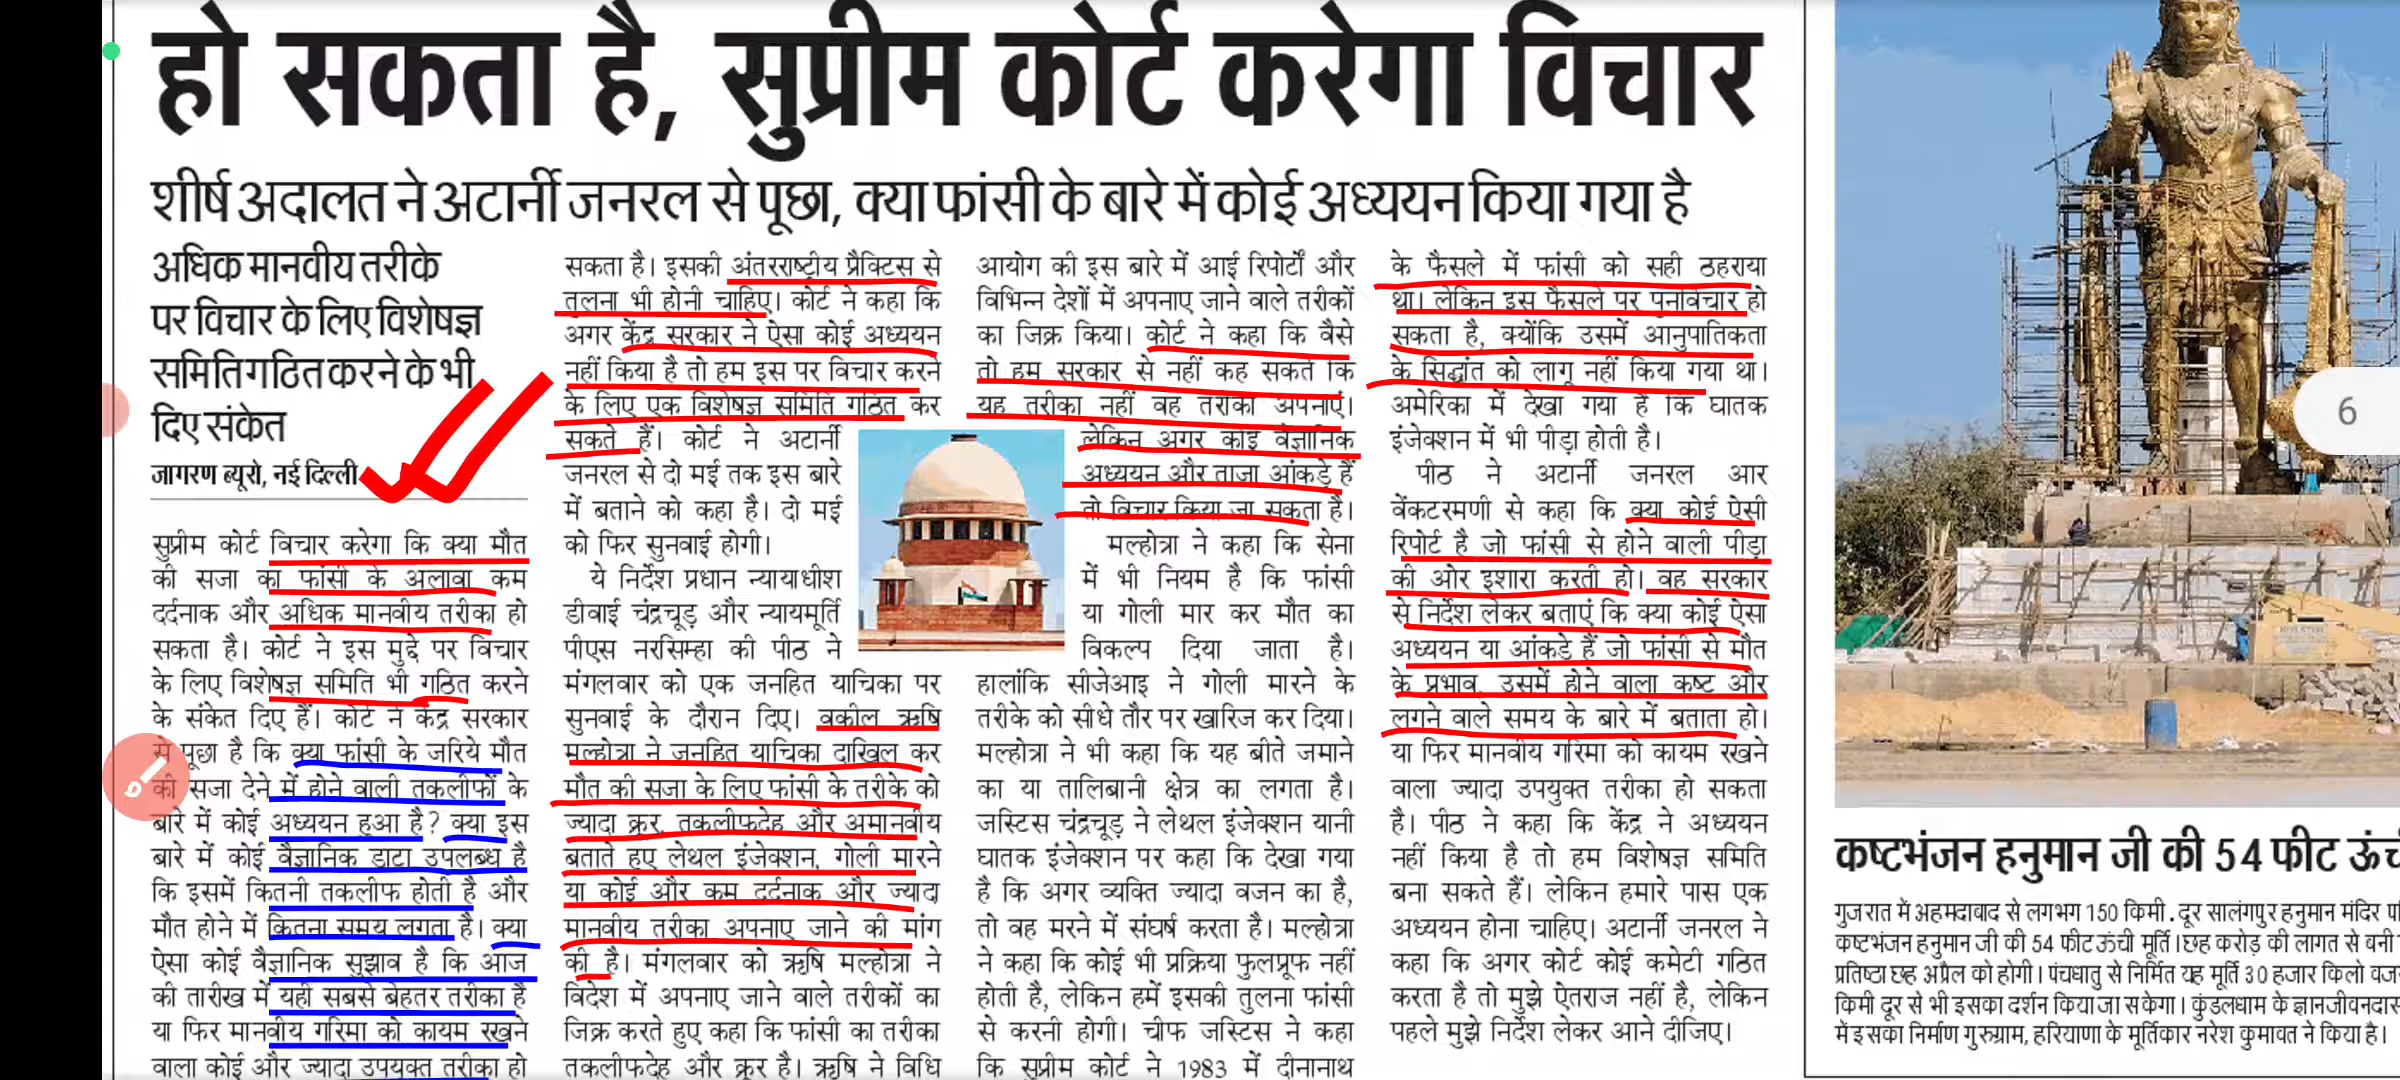 हो सकता है, सुप्रीम कोर्ट करेगा विचार
शीर्ष अदालत ने अटार्नी जनरल से पूछा, क्या फांसी के बारे में कोई अध्ययन किया गया है
अधिक मानवीय तरीके
पर विचार के लिए विशेषज्ञ
समिति गठित करने के भी
दिए संकेत
जागरण ब्यूरो, नई दिल्ली
सुप्रीम कोर्ट विचार करेगा कि क्या मौत
की सजा का फांसी के अलावा कम
दर्दनाक और अधिक मानवीय तरीका हो
सकता है। कोर्ट ने इस मुद्दे पर विचार
के लिए विशेषज्ञ समिति भी गठित करने
के संकेत दिए हैं। कोर्ट ने केंद्र सरकार
से पूछा है कि क्या फांसी के जरिये मौत
की सजा देने में होने वाली तकलीफों के
बारे में कोई अध्ययन हुआ है? क्या इस
बारे में कोई वैज्ञानिक डाटा उपलब्ध है
कि इसमें कितनी तकलीफ होती है और
मौत होने में कितना समय लगता है। क्या
ऐसा कोई वैज्ञानिक सुझाव है कि आज
की तारीख में यही सबसे बेहतर तरीका है
या फिर मानवीय गरिमा को कायम रखने
वाला कोई और ज्यादा उपयुक्त तरीका हो
सकता है। इसकी अंतरराष्ट्रीय प्रैक्टिस से
तुलना भी होनी चाहिए। कोर्ट ने कहा कि
अगर केंद्र सरकार ने ऐसा कोई अध्ययन
नहीं किया है तो हम इस पर विचार करने
के लिए एक विशेषज्ञ समिति गठित कर
सकते हैं। कोर्ट ने अटार्नी
जनरल से दो मई तक इस बारे
में बताने को कहा है। दो मई
को फिर सुनवाई होगी।
ये निर्देश प्रधान न्यायाधीश
डीवाई चंद्रचूड़ और न्यायमूर्ति
पीएस नरसिम्हा की पीठ ने
मंगलवार को एक जनहित याचिका पर
सुनवाई के दौरान दिए। वकील ऋषि
मल्होत्रा ने जनहित याचिका दाखिल कर
मौत की सजा के लिए फांसी के तरीके को
ज्यादा क्रूर, तकलीफदेह और अमानवीय
बताते हुए लेथल इंजेक्शन, गोली मारने
या कोई और कम दर्दनाक और ज्यादा
मानवीय तरीका अपनाए जाने की मांग
की है। मंगलवार को ऋषि मल्होत्रा ने
विदेश में अपनाए जाने वाले तरीकों का
जिक्र करते हुए कहा कि फांसी का तरीका
तकलीफदेह और क्रूर है। ऋषि ने विधि
आयोग की इस बारे में आई रिपोर्टों और
विभिन्न देशों में अपनाए जाने वाले तरीकों
का जिक्र किया। कोर्ट ने कहा कि वैसे
तो हम सरकार से नहीं कह सकते कि
यह तरीका नहीं वह तरीका अपनाएं।
लेकिन अगर कोई वैज्ञानिक
अध्ययन और ताजा आंकड़े हैं
तो विचार किया जा सकता है।
मल्होत्रा ने कहा कि सेना
में भी नियम है कि फांसी
या गोली मार कर मौत का
विकल्प दिया जाता है।
हालांकि सीजेआइ ने गोली मारने के
तरीके को सीधे तौर पर खारिज कर दिया।
मल्होत्रा ने भी कहा कि यह बीते जमाने
का या तालिबानी क्षेत्र का लगता है।
जस्टिस चंद्रचूड़ ने लेथल इंजेक्शन यानी
घातक इंजेक्शन पर कहा कि देखा गया
है कि अगर व्यक्ति ज्यादा वजन का है,
तो वह मरने में संघर्ष करता है। मल्होत्रा
ने कहा कि कोई भी प्रक्रिया फुलप्रूफ नहीं
होती है, लेकिन हमें इसकी तुलना फांसी
से करनी होगी। चीफ जस्टिस ने कहा
कि सुप्रीम कोर्ट ने 1983 में दीनानाथ
के फैसले में फांसी को सही ठहराया
था। लेकिन इस फैसले पर पुनर्विचार हो
सकता है, क्योंकि उसमें आनुपातिकता
के सिद्धांत को लागू नहीं किया गया था।
अमेरिका में देखा गया है कि घातक
इंजेक्शन में भी पीड़ा होती है।
पीठ ने अटार्नी जनरल आर
वेंकटरमणी से कहा कि क्या कोई ऐसी
रिपोर्ट है जो फांसी से होने वाली पीड़ा
की ओर इशारा करती हो। वह सरकार
से निर्देश लेकर बताएं कि क्या कोई ऐसा
अध्ययन या आंकड़े हैं जो फांसी से मौत
के प्रभाव, उसमें होने वाला कष्ट और
लगने वाले समय के बारे में बताता हो।
या फिर मानवीय गरिमा को कायम रखने
वाला ज्यादा उपयुक्त तरीका हो सकता
है। पीठ ने कहा कि केंद्र ने अध्ययन
नहीं किया है तो हम विशेषज्ञ समिति
बना सकते हैं। लेकिन हमारे पास एक
अध्ययन होना चाहिए। अटार्नी जनरल ने
कहा कि अगर कोर्ट कोई कमेटी गठित
करता है तो मुझे ऐतराज नहीं है, लेकिन
पहले मुझे निर्देश लेकर आने दीजिए।
6
कष्टभंजन हनुमान जी की 54 फीट ऊंची
गुजरात में अहमदाबाद से लगभग 150 किमी. दूर सालंगपुर हनुमान मंदिर
कष्टभंजन हनुमान जी की 54 फीट ऊंची मूर्ति। छह करोड़ की लागत से बनी
प्रतिष्ठा छह अप्रैल को होगी। पंचधातु से निर्मित यह मूर्ति 30 हजार किलो
किमी दूर से भी इसका दर्शन किया जा सकेगा। कुंडलधाम के ज्ञानजीवनदास
में इसका निर्माण गुरुग्राम, हरियाणा के मूर्तिकार नरेश कुमावत ने किया है।